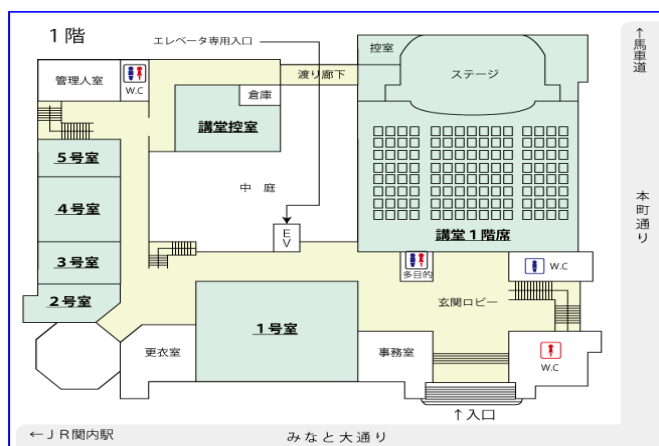 1階
エレベータ専用入口
控室
ステージ
↑馬車道
管理人室
W.C
渡り廊下
倉庫
講堂控室
5号室
4号室
中 庭
本町通り
EV
講堂1階席
3号室
多目的
W.C
2号室
玄関ロビー
1号室
更衣室
事務室
W.C
↑入口
←JR関内駅
みなと大通り